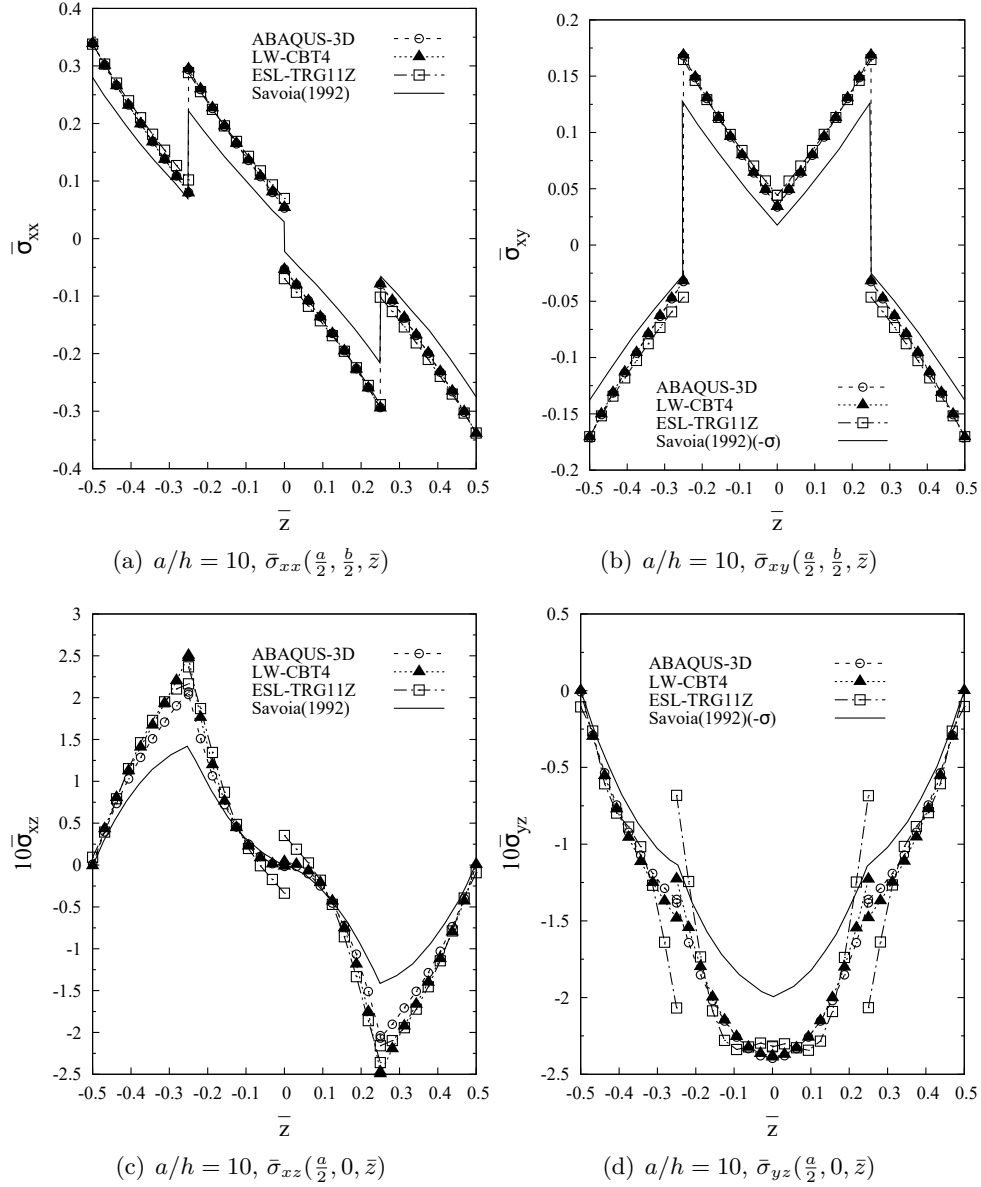 0.4
0.3
0.2
0.1
0
-0.1
-0.2
-0.3
-0.4
-0.5 -0.4 -0.3 -0.2 -0.1 0 0.1 0.2 0.3 0.4 0.5
σ̅xx
z̅
ABAQUS-3D
LW-CBT4
ESL-TRG11Z
Savoia(1992)
(a) a/h = 10, σ̄xx(a/2, b/2, z̄)
0.2
0.15
0.1
0.05
0
-0.05
-0.1
-0.15
-0.2
-0.5 -0.4 -0.3 -0.2 -0.1 0 0.1 0.2 0.3 0.4 0.5
σ̅xy
z̅
ABAQUS-3D
LW-CBT4
ESL-TRG11Z
Savoia(1992)(-σ)
(b) a/h = 10, σ̄xy(a/2, b/2, z̄)
3
2.5
2
1.5
1
0.5
0
-0.5
-1
-1.5
-2
-2.5
-0.5 -0.4 -0.3 -0.2 -0.1 0 0.1 0.2 0.3 0.4 0.5
10σ̅xz
z̅
ABAQUS-3D
LW-CBT4
ESL-TRG11Z
Savoia(1992)
(c) a/h = 10, σ̄xz(a/2, 0, z̄)
0.5
0
-0.5
-1
-1.5
-2
-2.5
-0.5 -0.4 -0.3 -0.2 -0.1 0 0.1 0.2 0.3 0.4 0.5
10σ̅yz
z̅
ABAQUS-3D
LW-CBT4
ESL-TRG11Z
Savoia(1992)(-σ)
(d) a/h = 10, σ̄yz(a/2, 0, z̄)